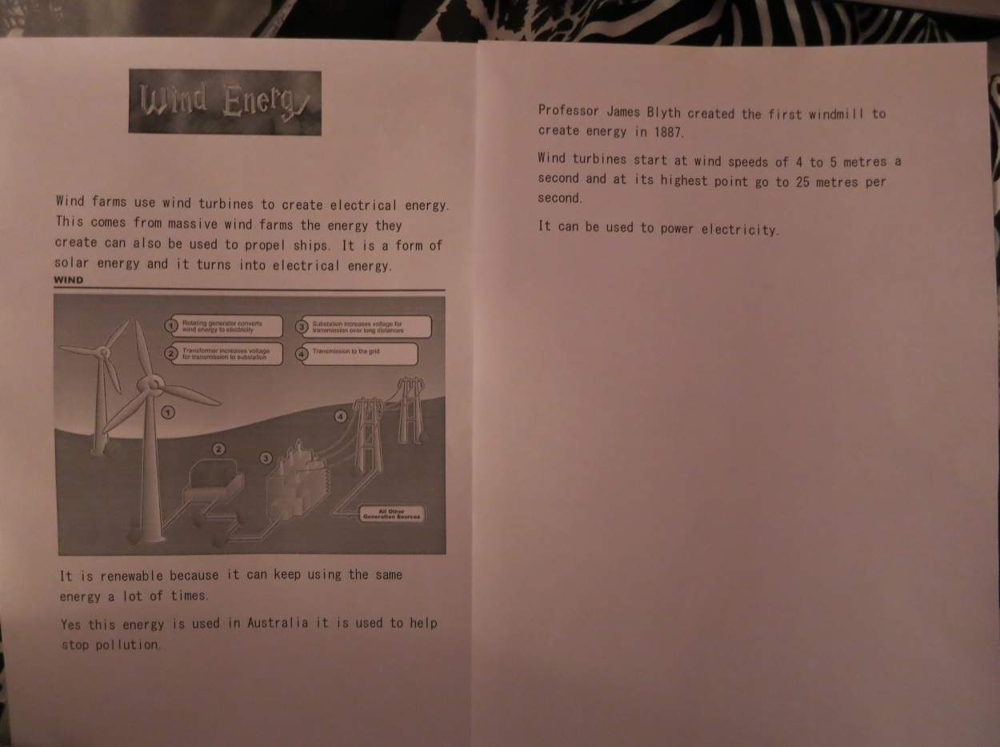 Wind Energy
Wind farms use wind turbines to create electrical energy.
This comes from massive wind farms the energy they
create can also be used to propel ships. It is a form of
solar energy and it turns into electrical energy.
WIND
1 Rotating generator converts
wind energy to electricity
2 Transformer increases voltage
for transmission to substation
3 Substation increases voltage for
transmission over long distances
4 Transmission to the grid
1
2
3
4
All Other
Generation Sources
It is renewable because it can keep using the same
energy a lot of times.
Yes this energy is used in Australia it is used to help
stop pollution.
Professor James Blyth created the first windmill to
create energy in 1887.
Wind turbines start at wind speeds of 4 to 5 metres a
second and at its highest point go to 25 metres per
second.
It can be used to power electricity.